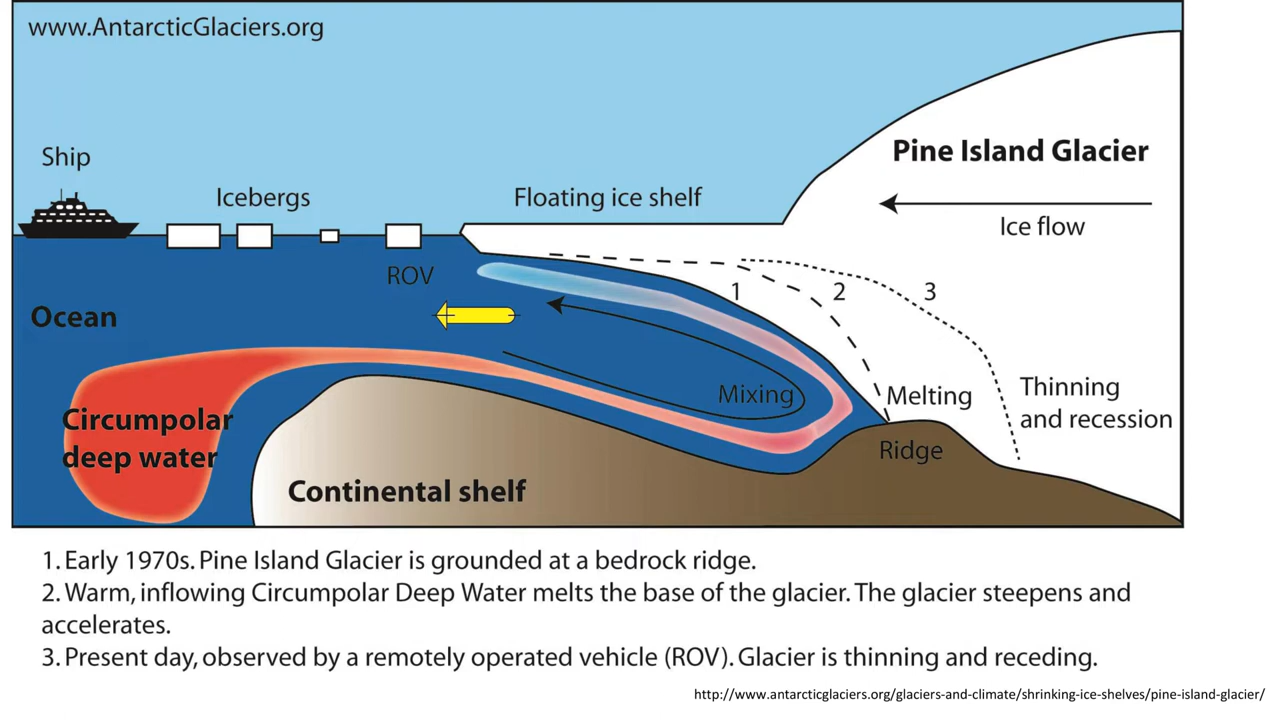 www.AntarcticGlaciers.org
Ship
Icebergs
Floating ice shelf
Pine Island Glacier
Ice flow
ROV
Ocean
1
2
3
Mixing
Melting
Thinning
and recession
Circumpolar
deep water
Ridge
Continental shelf
1. Early 1970s. Pine Island Glacier is grounded at a bedrock ridge.
2. Warm, inflowing Circumpolar Deep Water melts the base of the glacier. The glacier steepens and
accelerates.
3. Present day, observed by a remotely operated vehicle (ROV). Glacier is thinning and receding.
http://www.antarcticglaciers.org/glaciers-and-climate/shrinking-ice-shelves/pine-island-glacier/